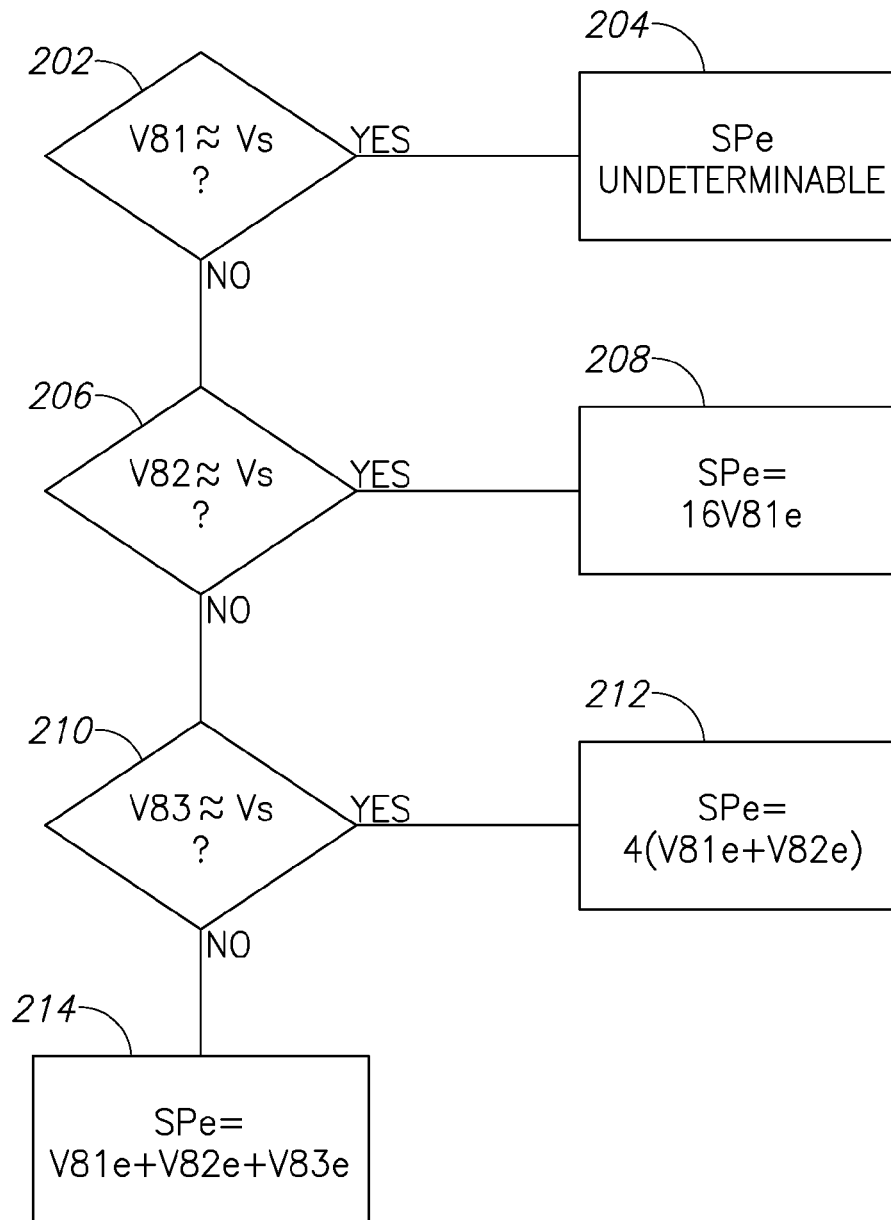 202
V81≈ Vs
?
YES
NO
204
SPe
UNDETERMINABLE
206
V82≈ Vs
?
YES
NO
208
SPe=
16V81e
210
V83≈ Vs
?
YES
NO
212
SPe=
4(V81e+V82e)
214
SPe=
V81e+V82e+V83e